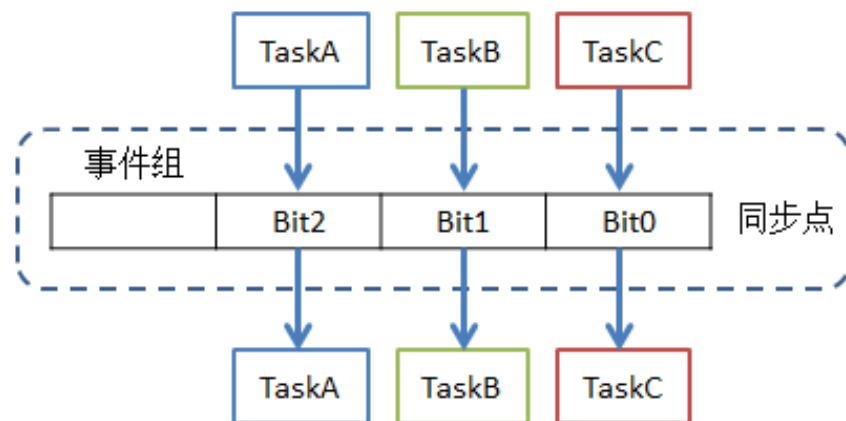 TaskA TaskB TaskC
事件组
Bit2 Bit1 Bit0 同步点
TaskA TaskB TaskC